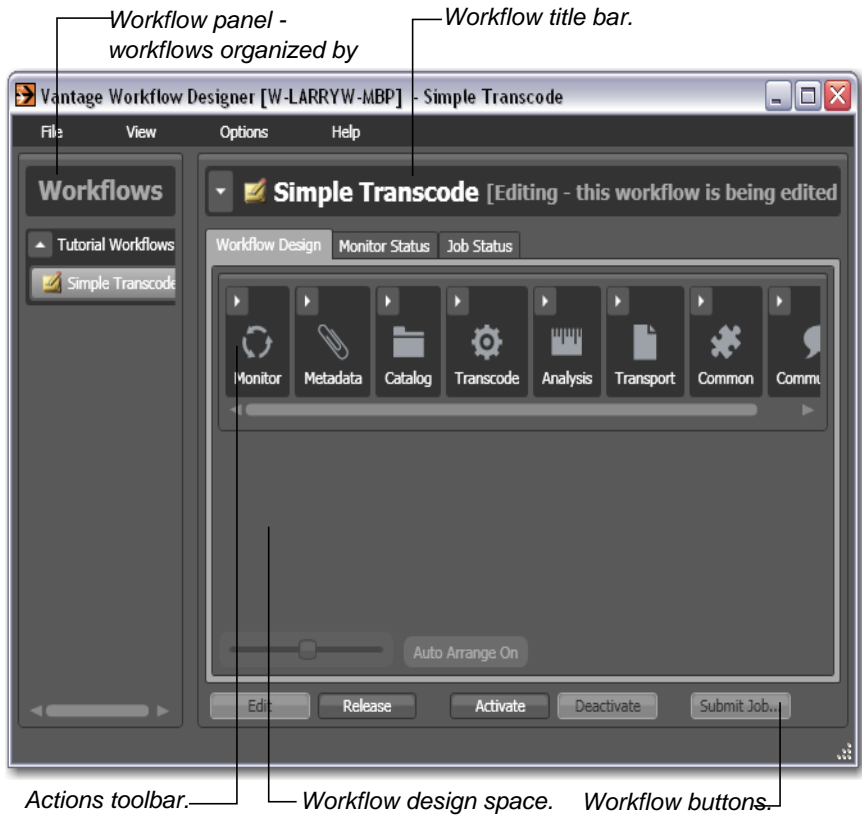 Workflow panel -
workflows organized by
Workflow title bar.
Vantage Workflow Designer [W-LARRYW-MBP] - Simple Transcode
File View Options Help
Workflows
Simple Transcode [Editing - this workflow is being edited
Tutorial Workflows
Simple Transcode
Workflow Design Monitor Status Job Status
Monitor Metadata Catalog Transcode Analysis Transport Common Commu
Auto Arrange On
Edit Release Activate Deactivate Submit Job...
Actions toolbar. Workflow design space. Workflow buttons.